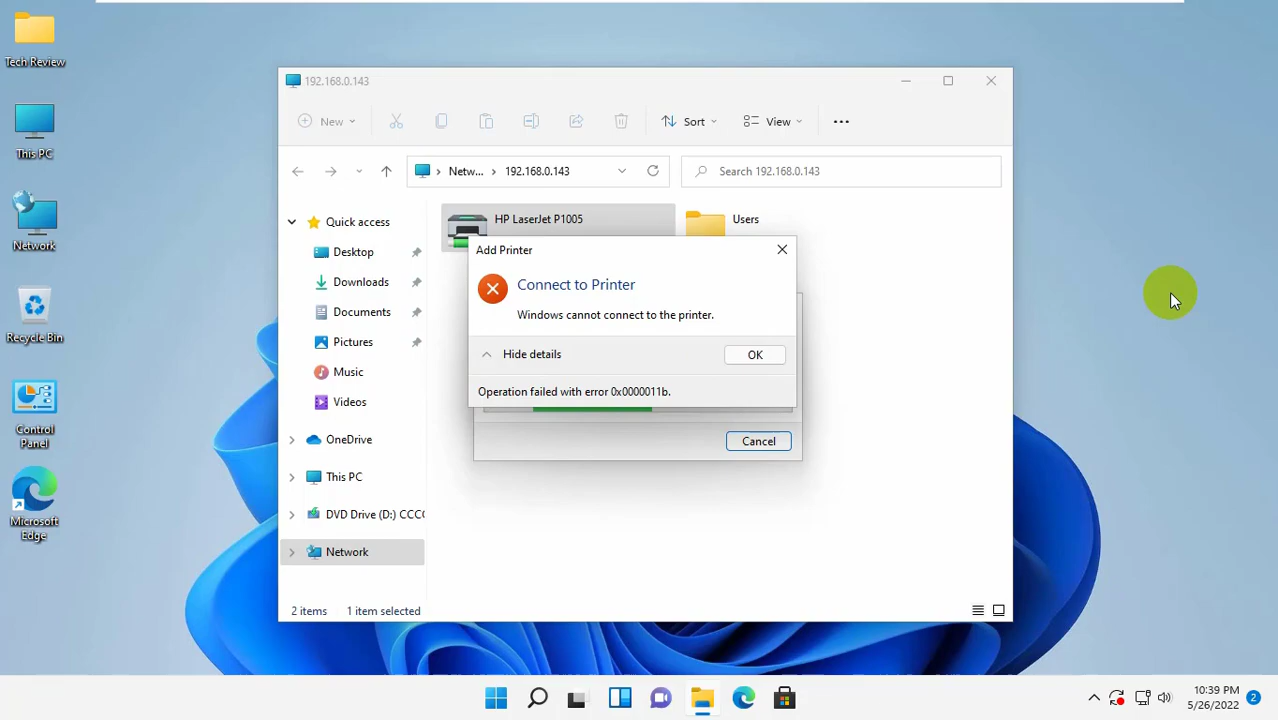 Tech Review
This PC
Network
Recycle Bin
Control
Panel
Microsoft
Edge
192.168.0.143
New
Sort
View
Netw...
192.168.0.143
Search 192.168.0.143
Quick access
Desktop
Downloads
Documents
Pictures
Music
Videos
OneDrive
This PC
DVD Drive (D:) CCCO
Network
HP LaserJet P1005
Users
Add Printer
Connect to Printer
Windows cannot connect to the printer.
Hide details
OK
Operation failed with error 0x0000011b.
Cancel
2 items
1 item selected
10:39 PM
5/26/2022
2